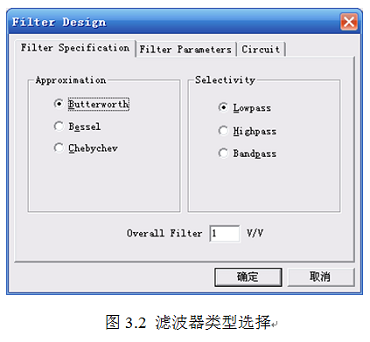 Filter Design
Filter Specification Filter Parameters Circuit
Approximation
Butterworth
Bessel
Chebychev
Selectivity
Lowpass
Highpass
Bandpass
Overall Filter 1 V/V
确定 取消
图 3.2 滤波器类型选择